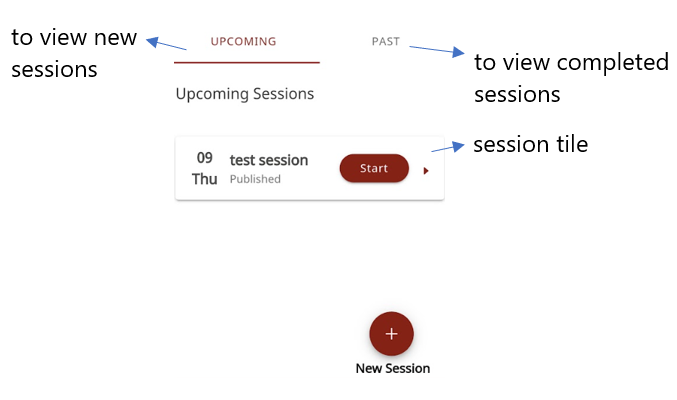 to view new
sessions
UPCOMING
PAST
to view completed
sessions
Upcoming Sessions
session tile
09
Thu
test session
Published
Start
New Session